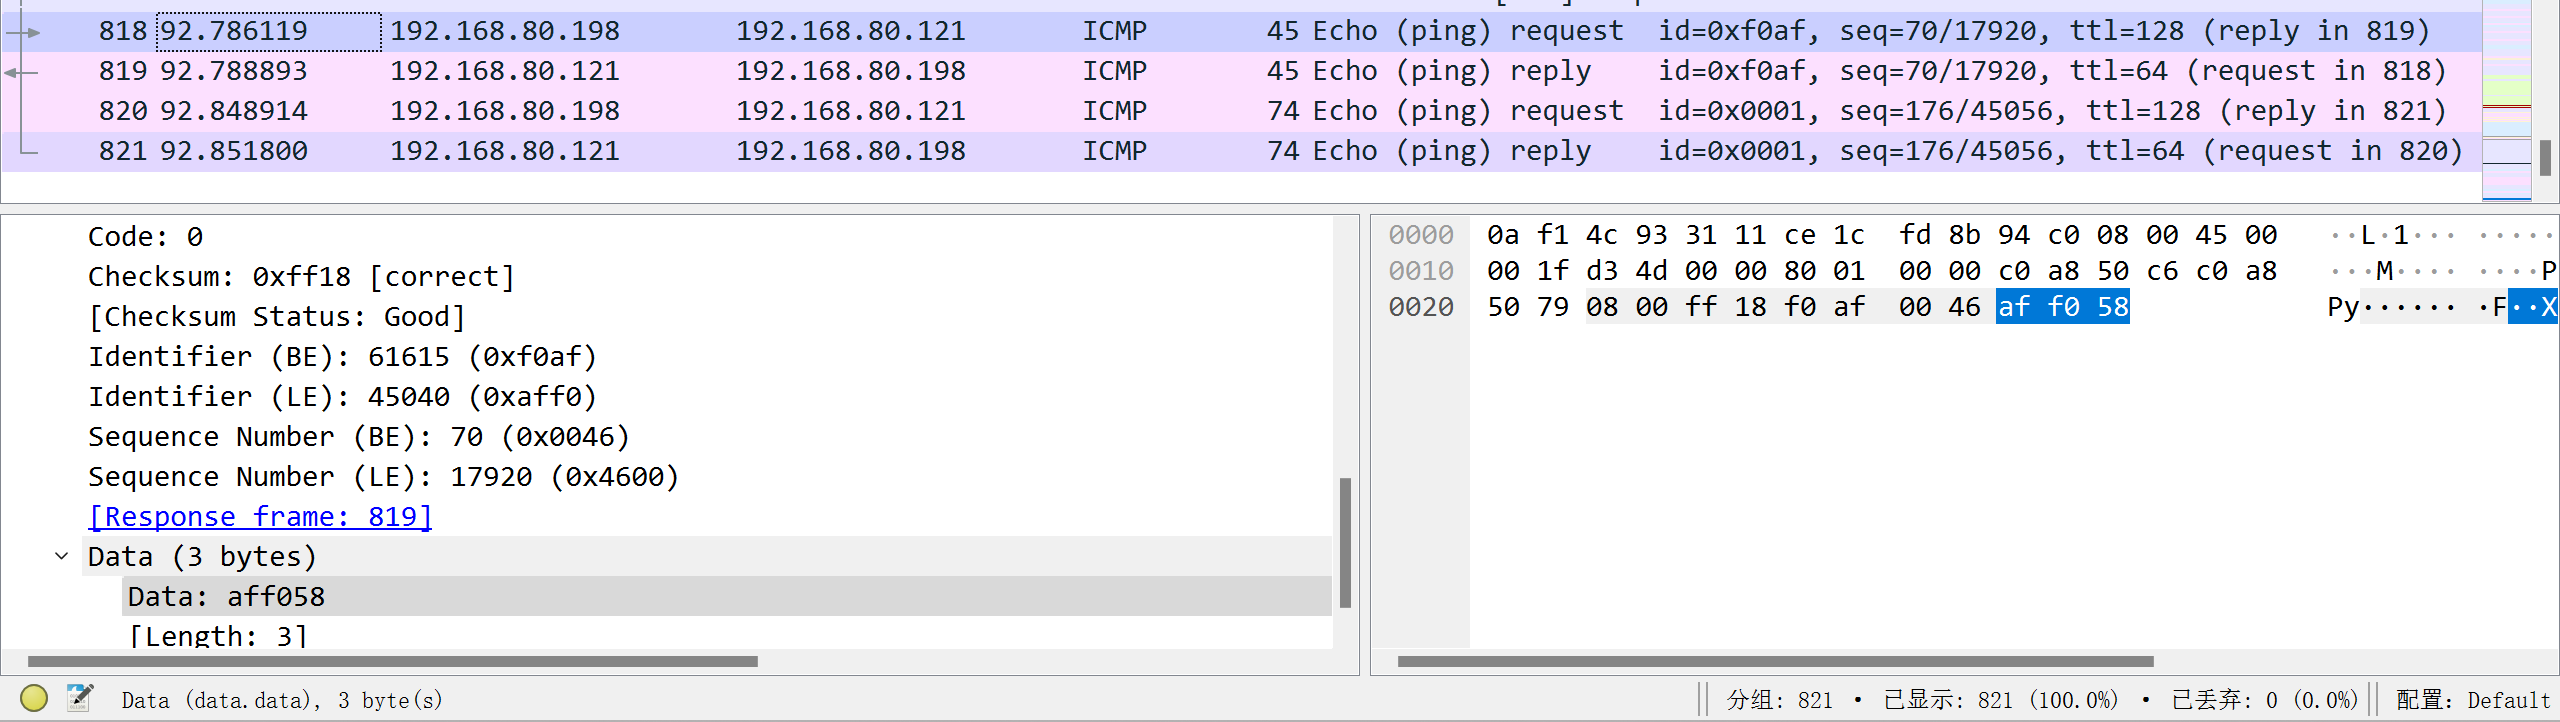 818 92.786119 192.168.80.198 192.168.80.121 ICMP 45 Echo (ping) request id=0xf0af, seq=70/17920, ttl=128 (reply in 819)
819 92.788893 192.168.80.121 192.168.80.198 ICMP 45 Echo (ping) reply id=0xf0af, seq=70/17920, ttl=64 (request in 818)
820 92.848914 192.168.80.198 192.168.80.121 ICMP 74 Echo (ping) request id=0x0001, seq=176/45056, ttl=128 (reply in 821)
821 92.851800 192.168.80.121 192.168.80.198 ICMP 74 Echo (ping) reply id=0x0001, seq=176/45056, ttl=64 (request in 820)
Code: 0
Checksum: 0xff18 [correct]
[Checksum Status: Good]
Identifier (BE): 61615 (0xf0af)
Identifier (LE): 45040 (0xaff0)
Sequence Number (BE): 70 (0x0046)
Sequence Number (LE): 17920 (0x4600)
[Response frame: 819]
Data (3 bytes)
Data: aff058
[Length: 3]
0000 0a f1 4c 93 31 11 ce 1c fd 8b 94 c0 08 00 45 00 ··L·1··· ·····
0010 00 1f d3 4d 00 00 80 01 00 00 c0 a8 50 c6 c0 a8 ···M···· ····P
0020 50 79 08 00 ff 18 f0 af 00 46 af f0 58 Py······ ·F··X
Data (data.data), 3 byte(s)
分组: 821 · 已显示: 821 (100.0%) · 已丢弃: 0 (0.0%)
配置: Default